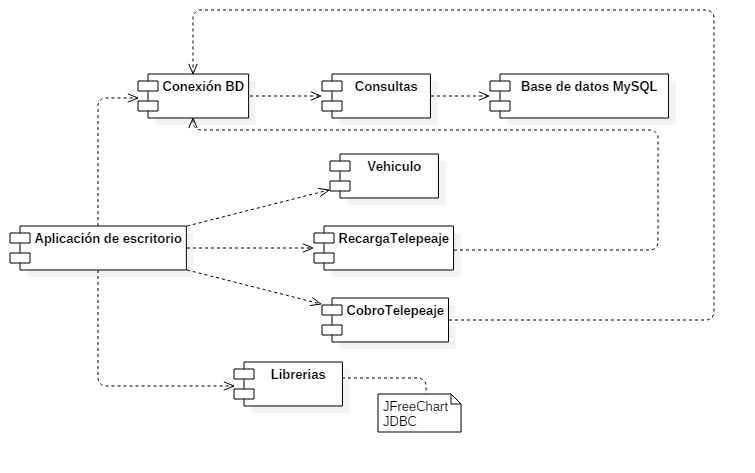 Conexión BD
Consultas
Base de datos MySQL
Vehiculo
Aplicación de escritorio
RecargaTelepeaje
CobroTelepeaje
Librerias
JFreeChart
JDBC